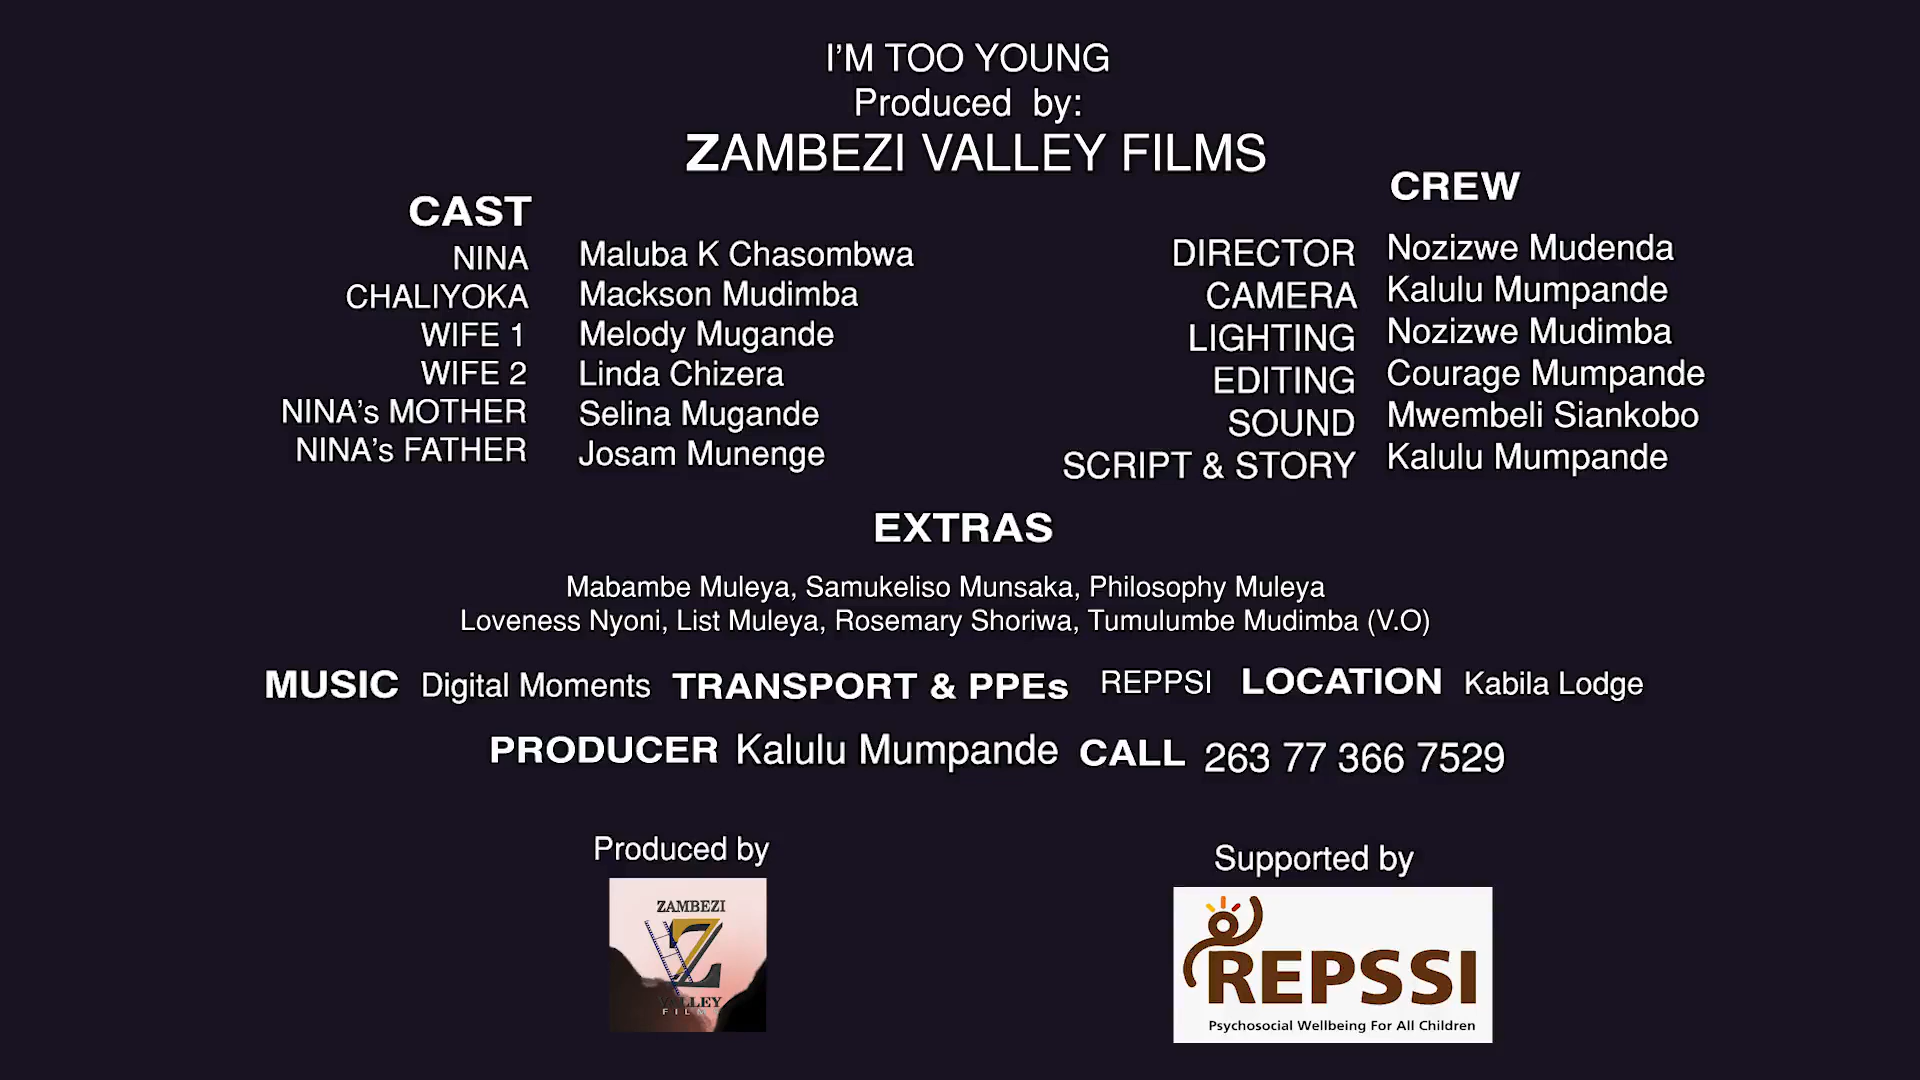 I'M TOO YOUNG
Produced by:
ZAMBEZI VALLEY FILMS
CAST
NINA Maluba K Chasombwa
CHALIYOKA Mackson Mudimba
WIFE 1 Melody Mugande
WIFE 2 Linda Chizera
NINA's MOTHER Selina Mugande
NINA's FATHER Josam Munenge
CREW
DIRECTOR Nozizwe Mudenda
CAMERA Kalulu Mumpande
LIGHTING Nozizwe Mudimba
EDITING Courage Mumpande
SOUND Mwembeli Siankobo
SCRIPT & STORY Kalulu Mumpande
EXTRAS
Mabambe Muleya, Samukeliso Munsaka, Philosophy Muleya
Loveness Nyoni, List Muleya, Rosemary Shoriwa, Tumulumbe Mudimba (V.O)
MUSIC Digital Moments TRANSPORT & PPEs REPPSI LOCATION Kabila Lodge
PRODUCER Kalulu Mumpande CALL 263 77 366 7529
Produced by
ZAMBEZI
Z
VALLEY
Supported by
REPSSI
Psychosocial Wellbeing For All Children